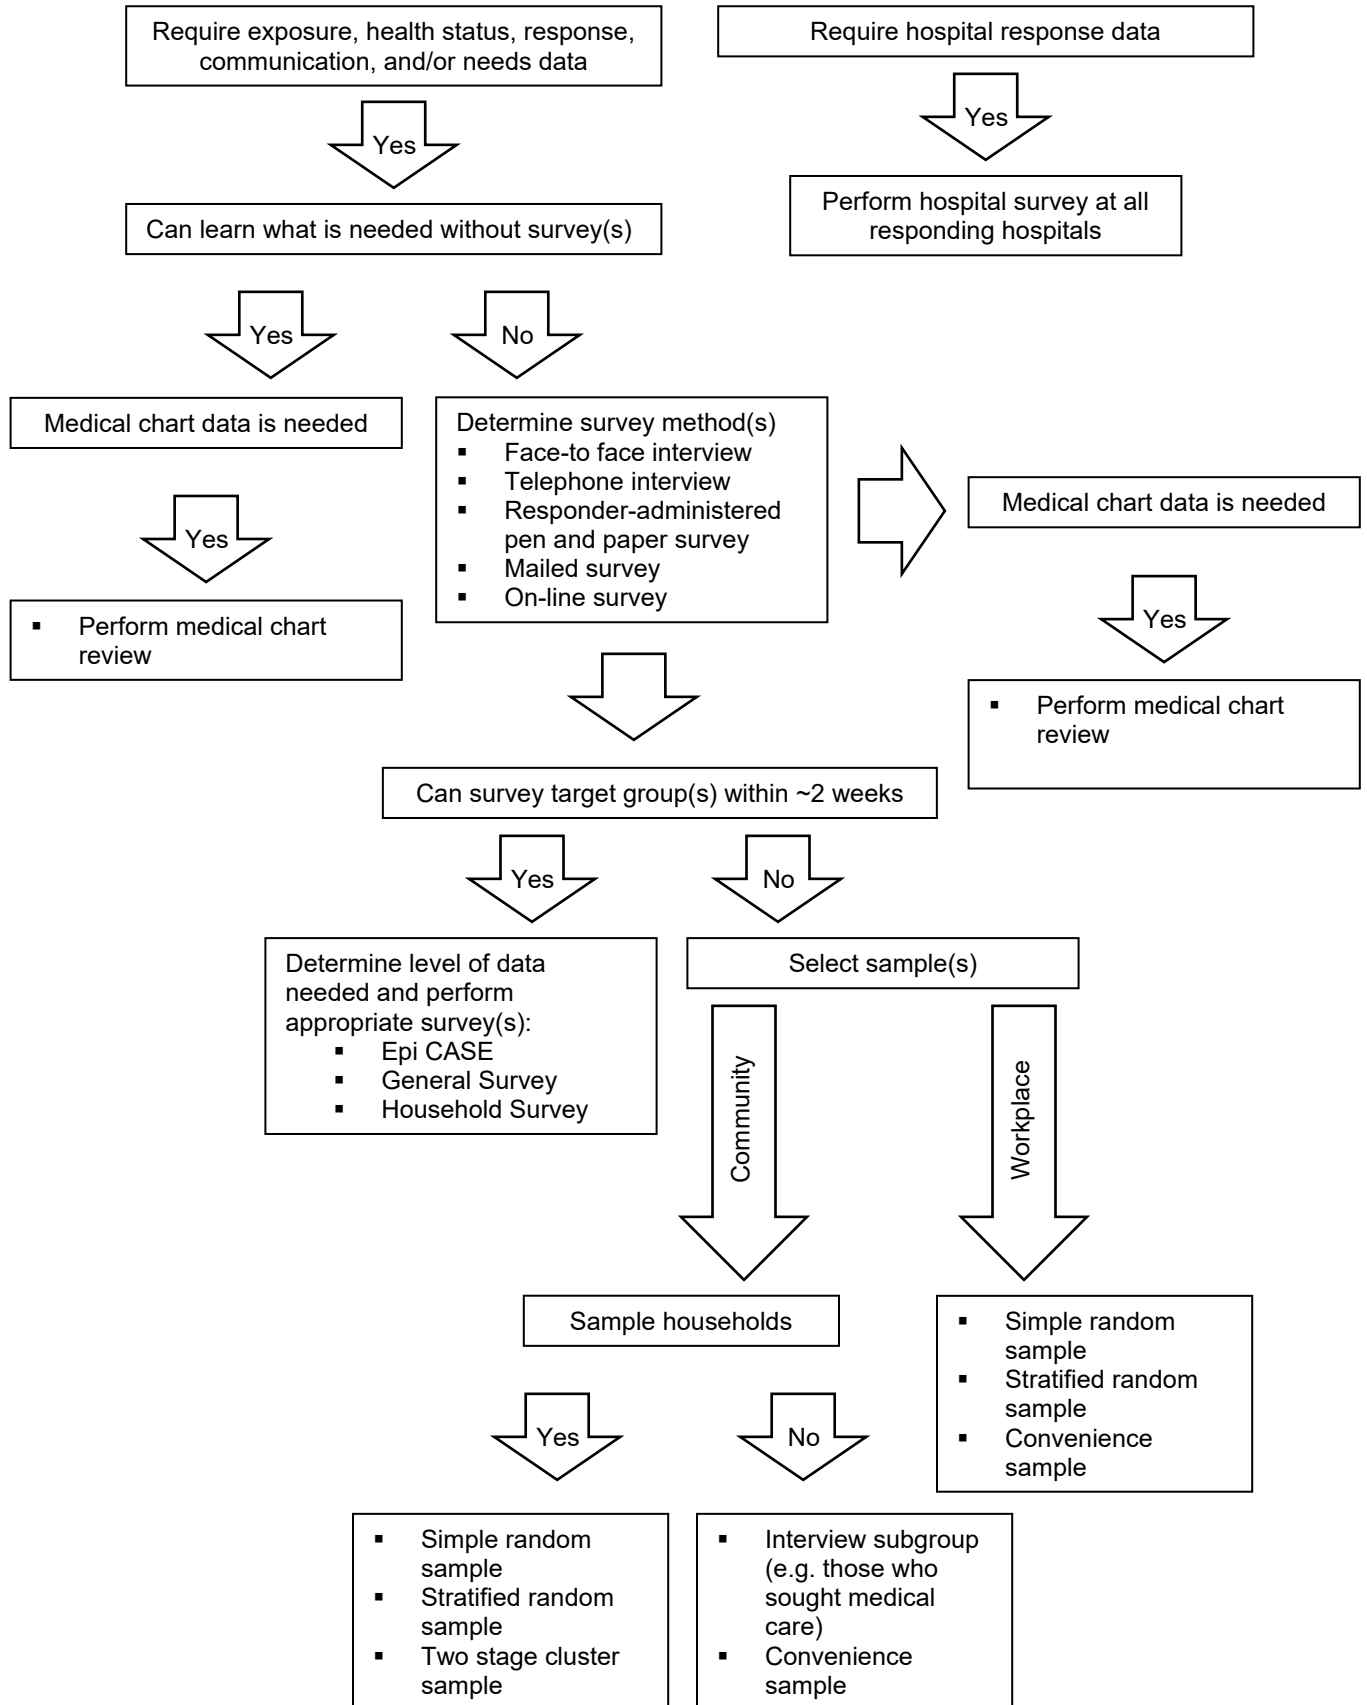 Require exposure, health status, response,
communication, and/or needs data
Require hospital response data
Yes
Yes
Can learn what is needed without survey(s)
Perform hospital survey at all
responding hospitals
Yes
No
Medical chart data is needed
Determine survey method(s)
▪ Face-to face interview
▪ Telephone interview
▪ Responder-administered
pen and paper survey
▪ Mailed survey
▪ On-line survey
Medical chart data is needed
Yes
▪ Perform medical chart
review
Yes
▪ Perform medical chart
review
Can survey target group(s) within ~2 weeks
Yes
No
Determine level of data
needed and perform
appropriate survey(s):
▪ Epi CASE
▪ General Survey
▪ Household Survey
Select sample(s)
Community
Workplace
Sample households
▪ Simple random
sample
▪ Stratified random
sample
▪ Convenience
sample
Yes
No
▪ Simple random
sample
▪ Stratified random
sample
▪ Two stage cluster
sample
▪ Interview subgroup
(e.g. those who
sought medical
care)
▪ Convenience
sample